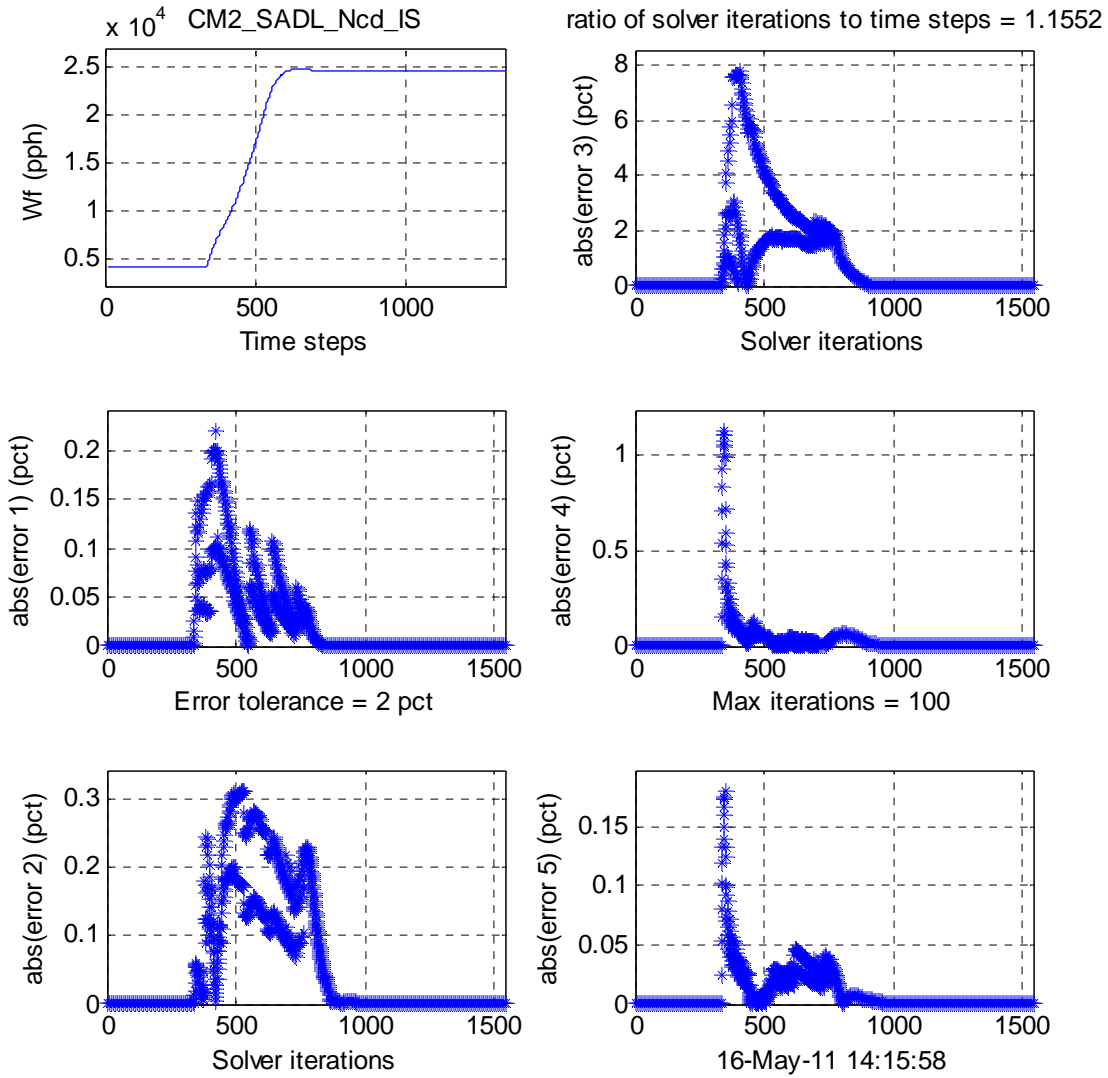 CM2_SADL_Ncd_IS
ratio of solver iterations to time steps = 1.1552
x 10^4
2.5
2
1.5
1
0.5
Wf (pph)
0 500 1000
Time steps
8
6
4
2
0
abs(error 3) (pct)
0 500 1000 1500
Solver iterations
0.2
0.15
0.1
0.05
0
abs(error 1) (pct)
0 500 1000 1500
Error tolerance = 2 pct
1
0.5
0
abs(error 4) (pct)
0 500 1000 1500
Max iterations = 100
0.3
0.2
0.1
0
abs(error 2) (pct)
0 500 1000 1500
Solver iterations
0.15
0.1
0.05
0
abs(error 5) (pct)
0 500 1000 1500
16-May-11 14:15:58